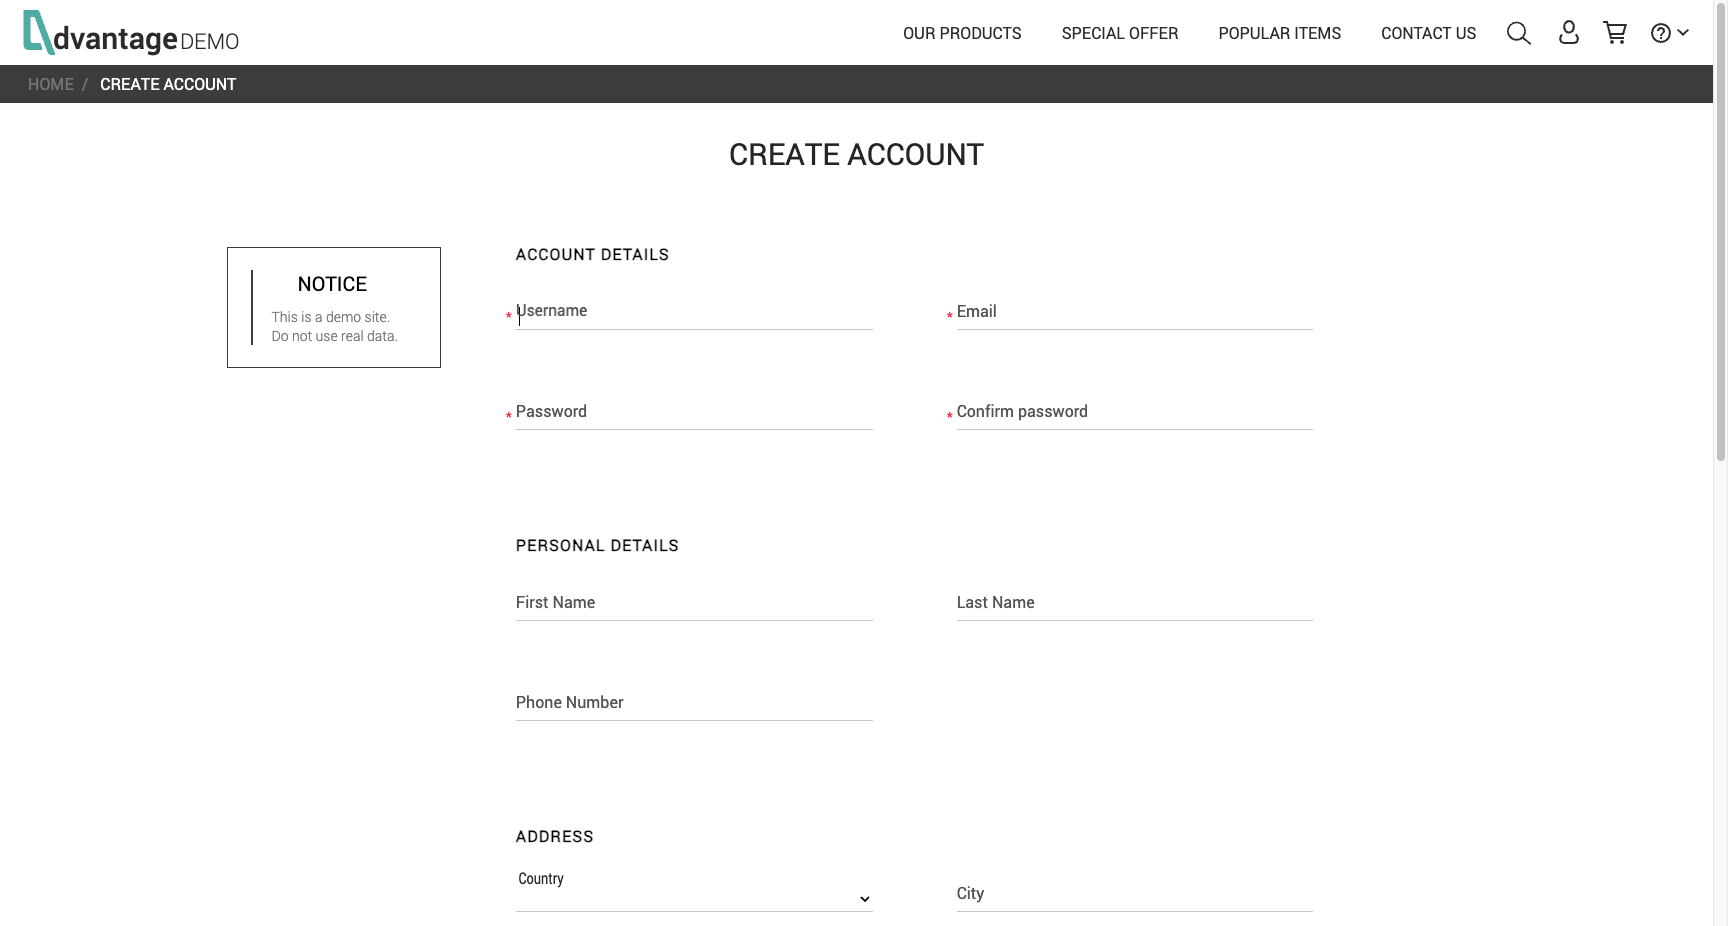 dvantage DEMO
OUR PRODUCTS SPECIAL OFFER POPULAR ITEMS CONTACT US
HOME / CREATE ACCOUNT
CREATE ACCOUNT
NOTICE
This is a demo site.
Do not use real data.
ACCOUNT DETAILS
* Username
* Email
* Password
* Confirm password
PERSONAL DETAILS
First Name
Last Name
Phone Number
ADDRESS
Country
City